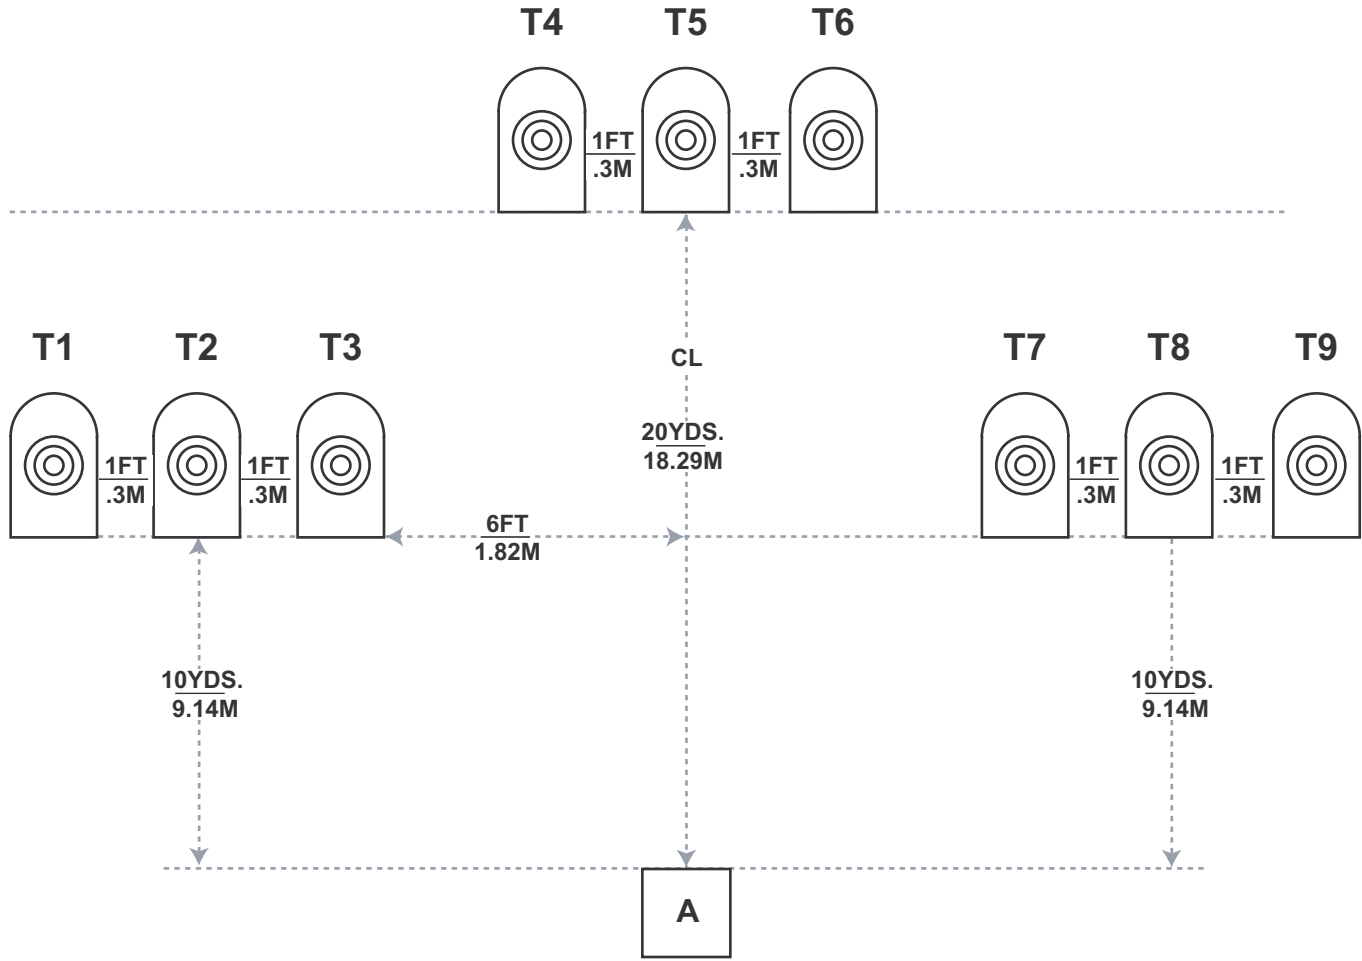 T4 T5 T6
1FT 1FT
.3M .3M
T1 T2 T3 T7 T8 T9
CL
20YDS.
18.29M
1FT 1FT 1FT 1FT
.3M .3M .3M .3M
6FT
1.82M
10YDS. 10YDS.
9.14M 9.14M
A